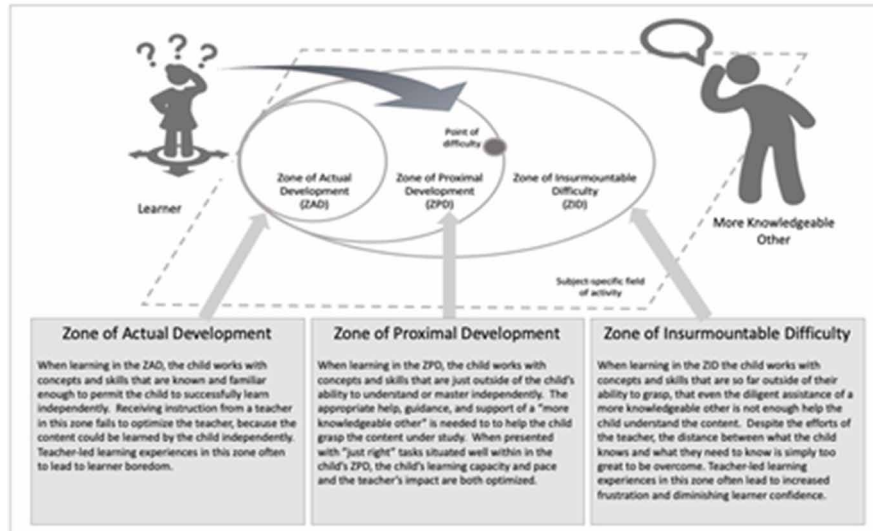 ? ? ?
Point of
difficulty
Zone of Actual
Development
(ZAD)
Zone of Proximal
Development
(ZPD)
Zone of Insurmountable
Difficulty
(ZID)
Learner
More Knowledgeable
Other
Subject-specific field
of activity
Zone of Actual Development
When learning in the ZAD, the child works with
concepts and skills that are known and familiar
enough to permit the child to successfully learn
independently. Receiving instruction from a teacher
in this zone fails to optimize the teacher, because the
content could be learned by the child independently.
Teacher-led learning experiences in this zone often
to lead to learner boredom.
Zone of Proximal Development
When learning in the ZPD, the child works with
concepts and skills that are just outside of the child's
ability to understand or master independently. The
appropriate help, guidance, and support of a "more
knowledgeable other" is needed to to help the child
grasp the content under study. When presented
with "just right" tasks situated well within in the
child's ZPD, the child's learning capacity and pace
and the teacher's impact are both optimized.
Zone of Insurmountable Difficulty
When learning in the ZID the child works with
concepts and skills that are so far outside of their
ability to grasp, that even the diligent assistance of a
more knowledgeable other is not enough help the
child understand the content. Despite the efforts of
the teacher, the distance between what the child
knows and what they need to know is simply too
great to be overcome. Teacher-led learning
experiences in this zone often lead to increased
frustration and diminishing learner confidence.